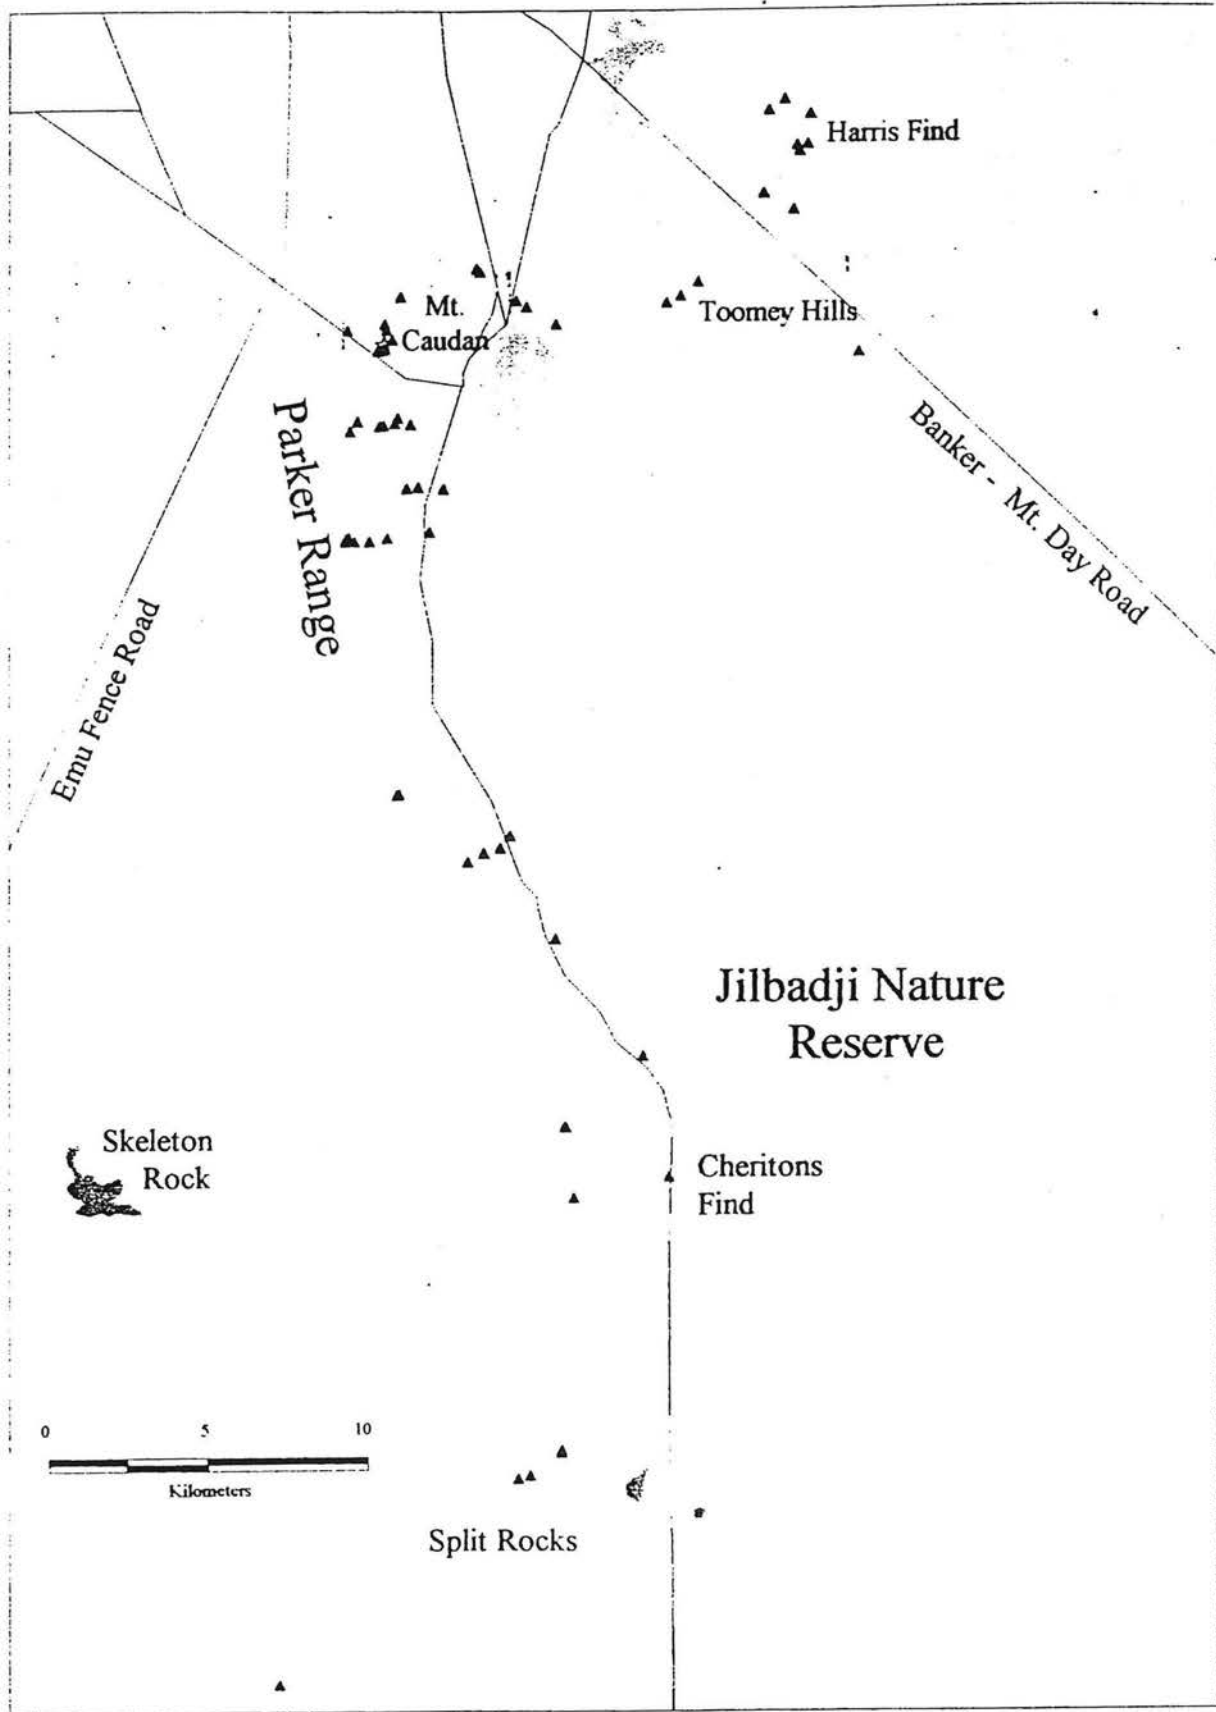 Harris Find
Mt.
Caudan
Toomey Hills
Parker Range
Banker - Mt. Day Road
Emu Fence Road
Jilbadji Nature
Reserve
Skeleton
Rock
Cheritons
Find
0 5 10
Kilometers
Split Rocks